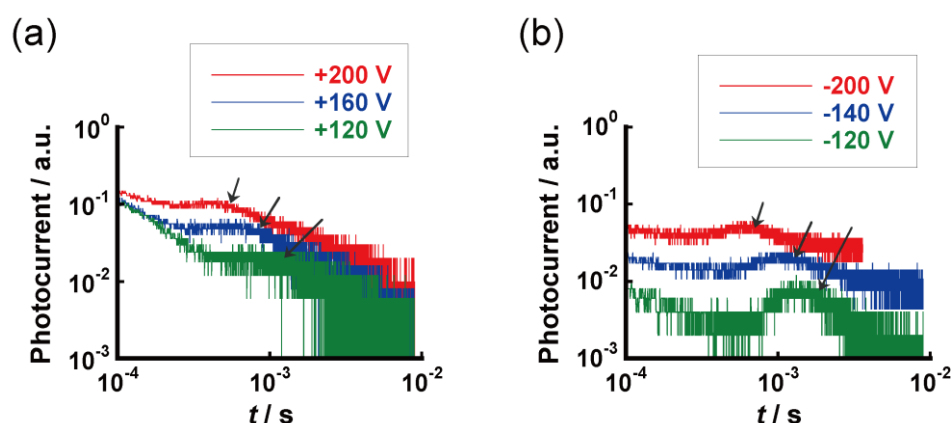 (a)
+200 V
+160 V
+120 V
Photocurrent / a.u.
10⁰
10⁻¹
10⁻²
10⁻³
10⁻⁴
10⁻³
10⁻²
t / s
(b)
-200 V
-140 V
-120 V
Photocurrent / a.u.
10⁰
10⁻¹
10⁻²
10⁻³
10⁻⁴
10⁻³
10⁻²
t / s